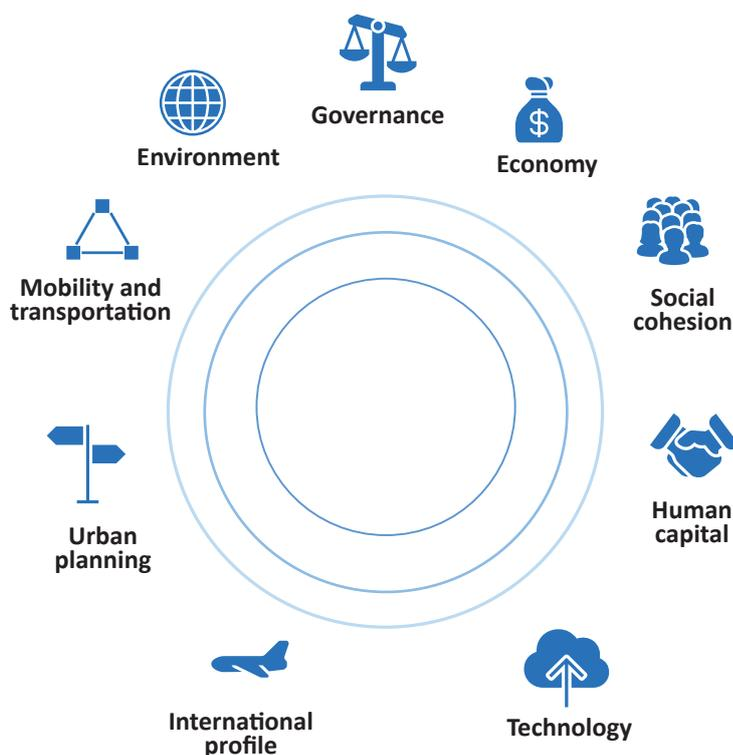 Governance
Environment
Economy
Mobility and
transportation
Social
cohesion
Urban
planning
Human
capital
International
profile
Technology
$